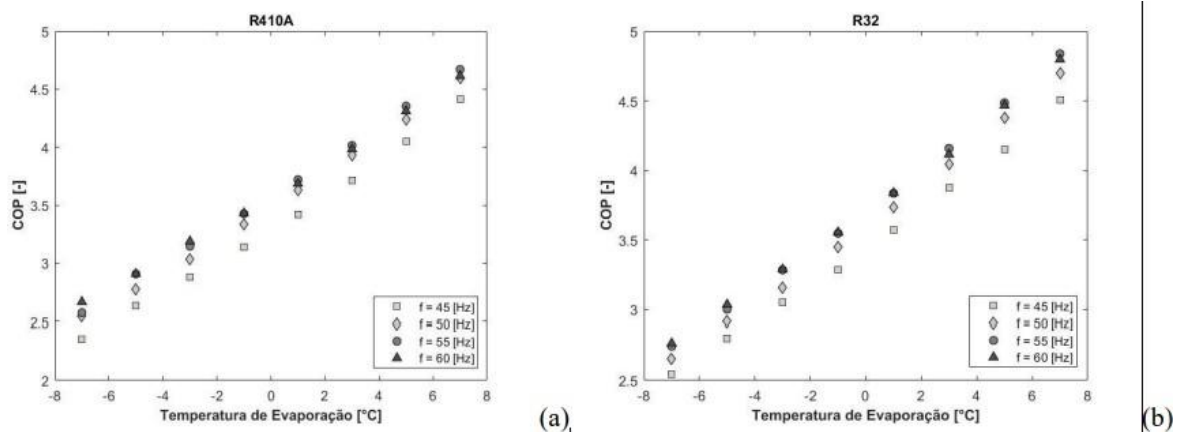 R410A
5
4.5
4
3.5
3
2.5
2
COP [-]
-8
-6
-4
-2
0
2
4
6
8
Temperatura de Evaporação [°C]
f = 45 [Hz]
f = 50 [Hz]
f = 55 [Hz]
f = 60 [Hz]
(a)
R32
5
4.5
4
3.5
3
2.5
COP [-]
-8
-6
-4
-2
0
2
4
6
8
Temperatura de Evaporação [°C]
f = 45 [Hz]
f = 50 [Hz]
f = 55 [Hz]
f = 60 [Hz]
(b)